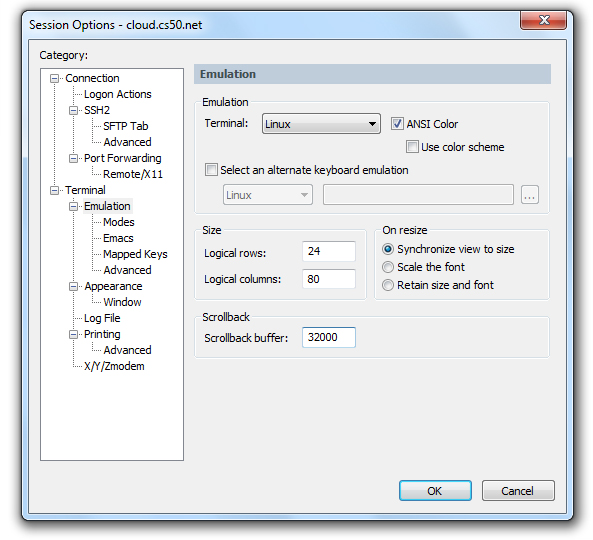 Session Options - cloud.cs50.net
Category:
Connection
Logon Actions
SSH2
SFTP Tab
Advanced
Port Forwarding
Remote/X11
Terminal
Emulation
Modes
Emacs
Mapped Keys
Advanced
Appearance
Window
Log File
Printing
Advanced
X/Y/Zmodem
Emulation
Emulation
Terminal: Linux ANSI Color
Use color scheme
Select an alternate keyboard emulation
Linux ...
Size
Logical rows: 24
Logical columns: 80
On resize
Synchronize view to size
Scale the font
Retain size and font
Scrollback
Scrollback buffer: 32000
OK Cancel